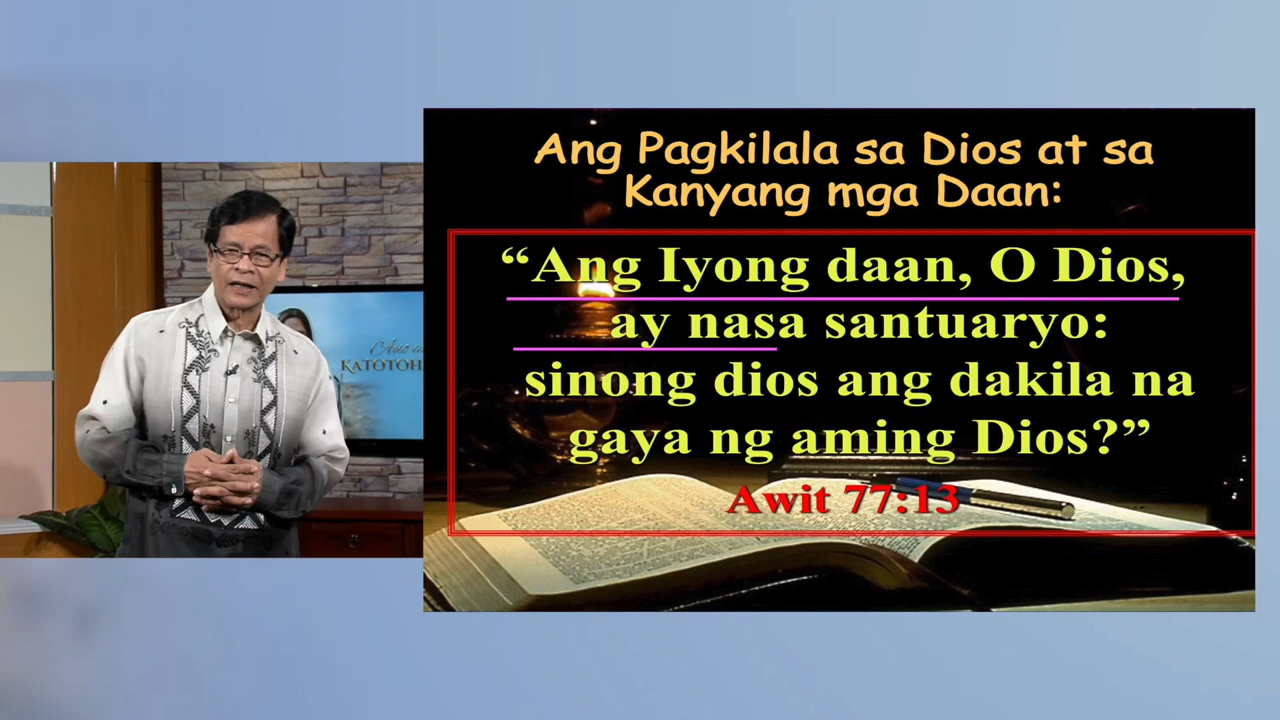 Ang Pagkilala sa Dios at sa
Kanyang mga Daan:
“Ang Iyong daan, O Dios,
ay nasa santuaryo:
sinong dios ang dakila na
gaya ng aming Dios?”
Awit 77:13